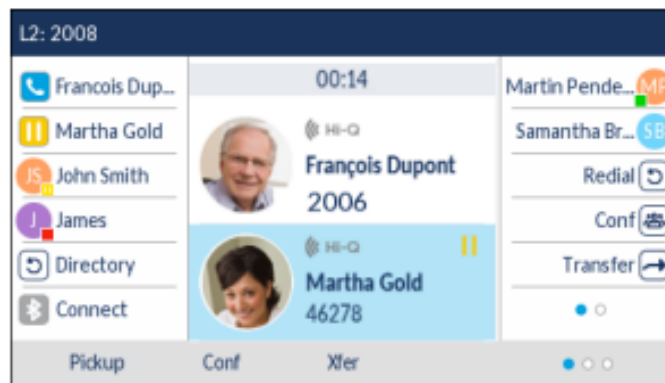 L2: 2008
Francois Dup...
Martha Gold
JS John Smith
J James
Directory
Connect
00:14
HI-Q
François Dupont
2006
HI-Q
Martha Gold
46278
Martin Pende... MP
Samantha Br... SB
Redial
Conf
Transfer
Pickup Conf Xfer